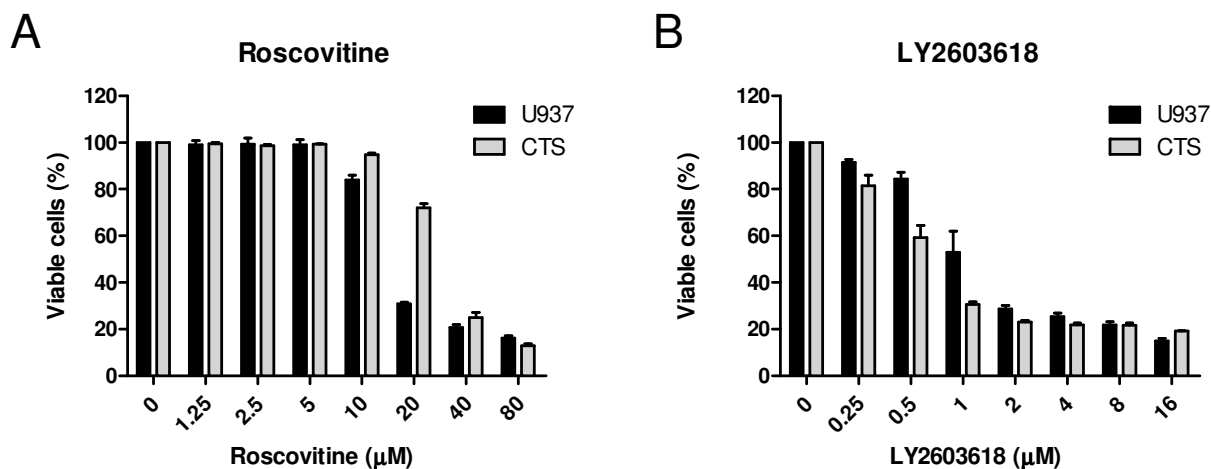 A
Roscovitine
120
100
80
60
40
20
0
Viable cells (%)
U937
CTS
0 1.25 2.5 5 10 20 40 80
Roscovitine (μM)
B
LY2603618
120
100
80
60
40
20
0
Viable cells (%)
U937
CTS
0 0.25 0.5 1 2 4 8 16
LY2603618 (μM)